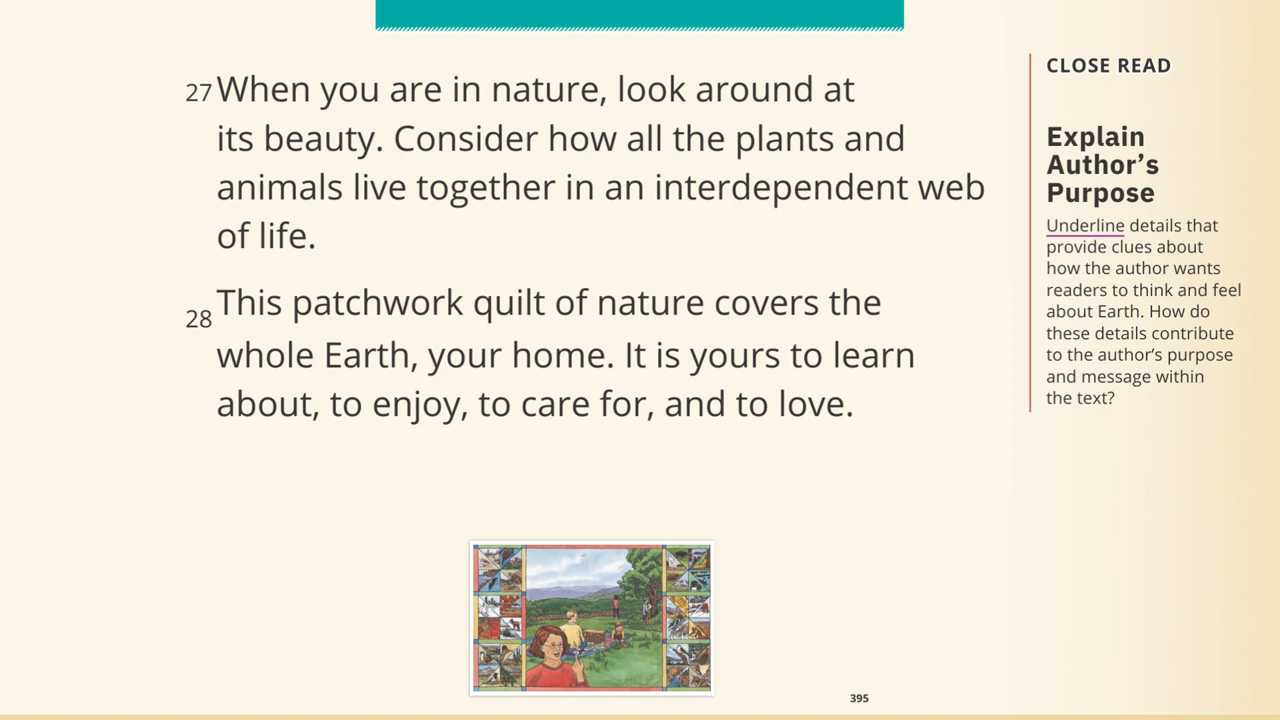 27 When you are in nature, look around at
its beauty. Consider how all the plants and
animals live together in an interdependent web
of life.
28 This patchwork quilt of nature covers the
whole Earth, your home. It is yours to learn
about, to enjoy, to care for, and to love.
CLOSE READ
Explain
Author’s
Purpose
Underline details that
provide clues about
how the author wants
readers to think and feel
about Earth. How do
these details contribute
to the author’s purpose
and message within
the text?
395